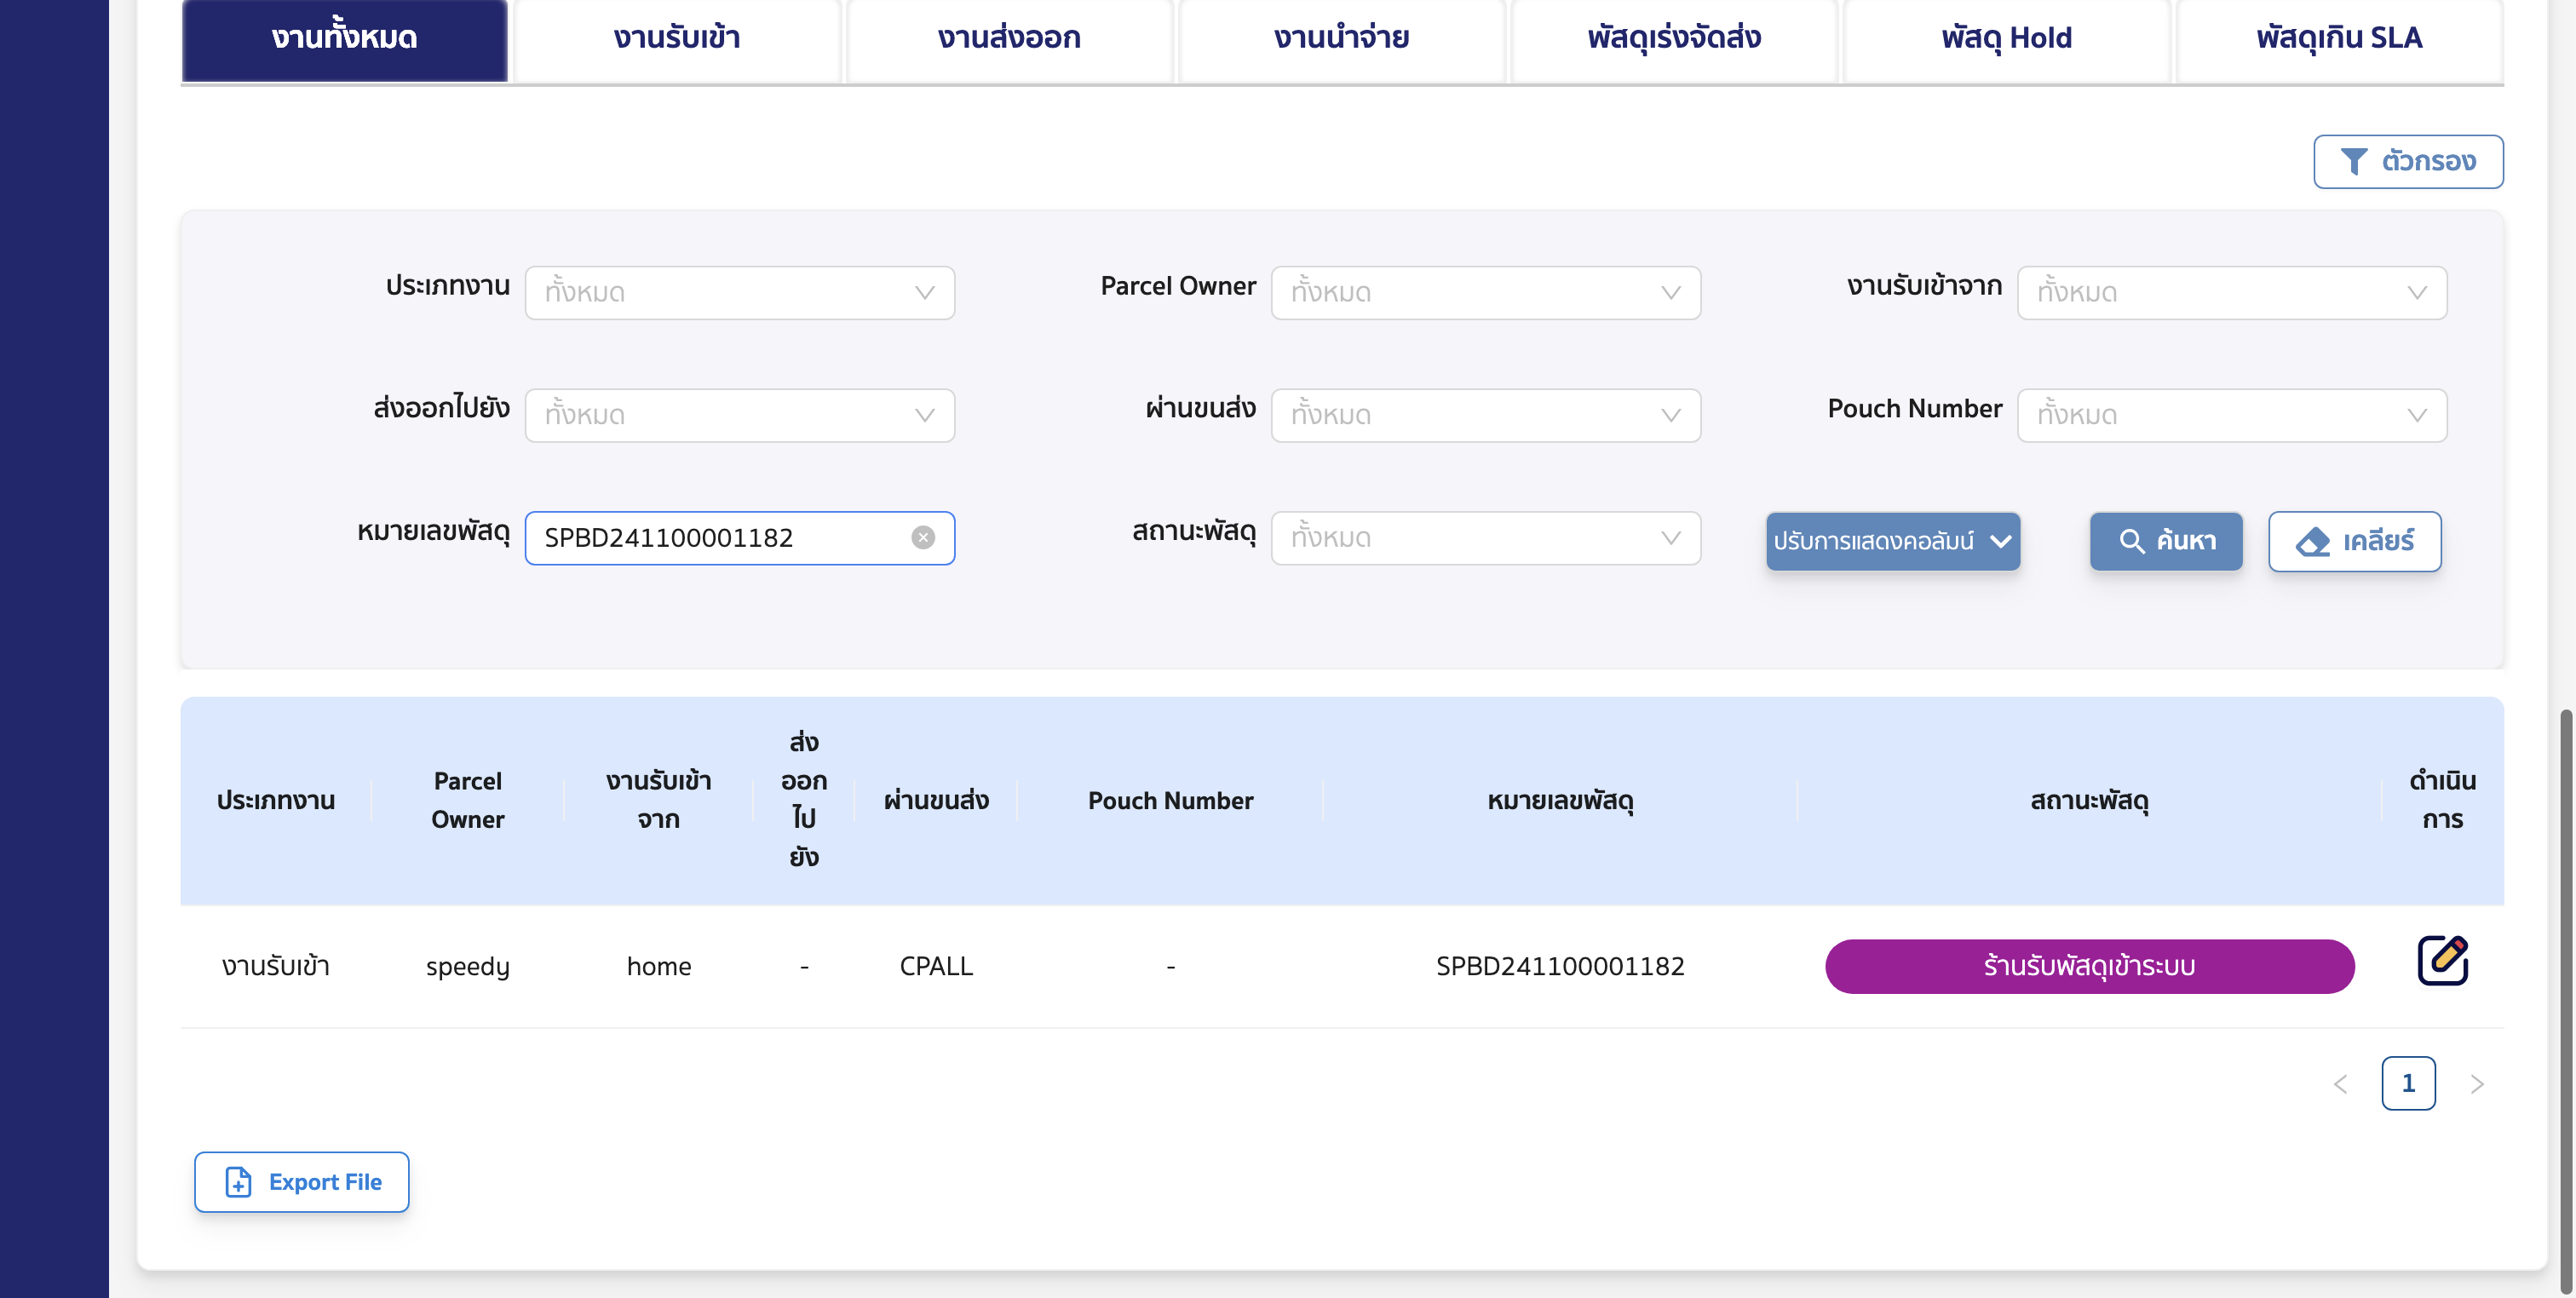 งานทั้งหมด งานรับเข้า งานส่งออก งานนำจ่าย พัสดุเร่งจัดส่ง พัสดุ Hold พัสดุเกิน SLA
ตัวกรอง
ประเภทงาน ทั้งหมด Parcel Owner ทั้งหมด งานรับเข้าจาก ทั้งหมด
ส่งออกไปยัง ทั้งหมด ผ่านขนส่ง ทั้งหมด Pouch Number ทั้งหมด
หมายเลขพัสดุ SPBD241100001182 สถานะพัสดุ ทั้งหมด ปรับการแสดงคอลัมน์ ค้นหา เคลียร์
ประเภทงาน
Parcel
Owner
งานรับเข้า
จาก
ส่ง
ออก
ไป
ยัง
ผ่านขนส่ง
Pouch Number
หมายเลขพัสดุ
สถานะพัสดุ
ดำเนิน
การ
งานรับเข้า speedy home - CPALL - SPBD241100001182 ร้านรับพัสดุเข้าระบบ
1
Export File